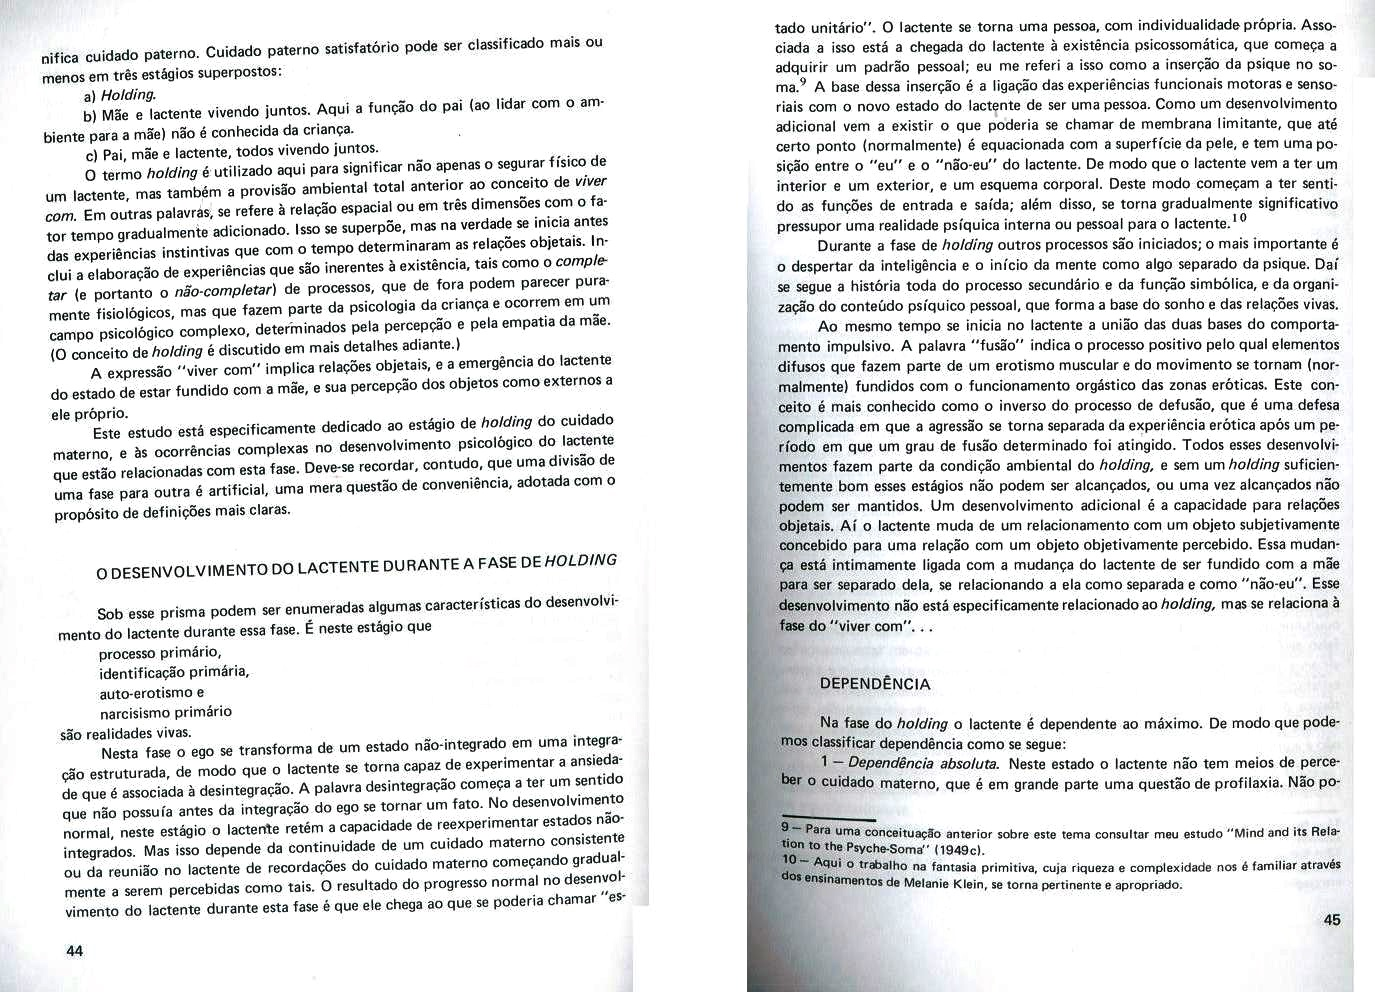 nifica cuidado paterno. Cuidado paterno satisfatório pode ser classificado mais ou
menos em três estágios superpostos:
a) Holding.
b) Mãe e lactente vivendo juntos. Aqui a função do pai (ao lidar com o am-
biente para a mãe) não é conhecida da criança.
c) Pai, mãe e lactente, todos vivendo juntos.
O termo holding é utilizado aqui para significar não apenas o segurar físico de
um lactente, mas também a provisão ambiental total anterior ao conceito de viver
com. Em outras palavras, se refere à relação espacial ou em três dimensões com o fa-
tor tempo gradualmente adicionado. Isso se superpõe, mas na verdade se inicia antes
das experiências instintivas que com o tempo determinaram as relações objetais. In-
clui a elaboração de experiências que são inerentes à existência, tais como o comple-
tar (e portanto o não-completar) de processos, que de fora podem parecer pura-
mente fisiológicos, mas que fazem parte da psicologia da criança e ocorrem em um
campo psicológico complexo, determinados pela percepção e pela empatia da mãe.
(O conceito de holding é discutido em mais detalhes adiante.)
A expressão "viver com" implica relações objetais, e a emergência do lactente
do estado de estar fundido com a mãe, e sua percepção dos objetos como externos a
ele próprio.
Este estudo está especificamente dedicado ao estágio de holding do cuidado
materno, e às ocorrências complexas no desenvolvimento psicológico do lactente
que estão relacionadas com esta fase. Deve-se recordar, contudo, que uma divisão de
uma fase para outra é artificial, uma mera questão de conveniência, adotada com o
propósito de definições mais claras.
O DESENVOLVIMENTO DO LACTENTE DURANTE A FASE DE HOLDING
Sob esse prisma podem ser enumeradas algumas características do desenvolvi-
mento do lactente durante essa fase. É neste estágio que
processo primário,
identificação primária,
auto-erotismo e
narcisismo primário
são realidades vivas.
Nesta fase o ego se transforma de um estado não-integrado em uma integra-
ção estruturada, de modo que o lactente se torna capaz de experimentar a ansieda-
de que é associada à desintegração. A palavra desintegração começa a ter um sentido
que não possuía antes da integração do ego se tornar um fato. No desenvolvimento
normal, neste estágio o lactente retém a capacidade de reexperimentar estados não-
integrados. Mas isso depende da continuidade de um cuidado materno consistente
ou da reunião no lactente de recordações do cuidado materno começando gradual-
mente a serem percebidas como tais. O resultado do progresso normal no desenvol-
vimento do lactente durante esta fase é que ele chega ao que se poderia chamar "es-
44
tado unitário". O lactente se torna uma pessoa, com individualidade própria. Asso-
ciada a isso está a chegada do lactente à existência psicossomática, que começa a
adquirir um padrão pessoal; eu me referi a isso como a inserção da psique no so-
ma.⁹ A base dessa inserção é a ligação das experiências funcionais motoras e senso-
riais com o novo estado do lactente de ser uma pessoa. Como um desenvolvimento
adicional vem a existir o que poderia se chamar de membrana limitante, que até
certo ponto (normalmente) é equacionada com a superfície da pele, e tem uma po-
sição entre o "eu" e o "não-eu" do lactente. De modo que o lactente vem a ter um
interior e um exterior, e um esquema corporal. Deste modo começam a ter senti-
do as funções de entrada e saída; além disso, se torna gradualmente significativo
pressupor uma realidade psíquica interna ou pessoal para o lactente.¹⁰
Durante a fase de holding outros processos são iniciados; o mais importante é
o despertar da inteligência e o início da mente como algo separado da psique. Daí
se segue a história toda do processo secundário e da função simbólica, e da organi-
zação do conteúdo psíquico pessoal, que forma a base do sonho e das relações vivas.
Ao mesmo tempo se inicia no lactente a união das duas bases do comporta-
mento impulsivo. A palavra "fusão" indica o processo positivo pelo qual elementos
difusos que fazem parte de um erotismo muscular e do movimento se tornam (nor-
malmente) fundidos com o funcionamento orgástico das zonas eróticas. Este con-
ceito é mais conhecido como o inverso do processo de defusão, que é uma defesa
complicada em que a agressão se torna separada da experiência erótica após um pe-
ríodo em que um grau de fusão determinado foi atingido. Todos esses desenvolvi-
mentos fazem parte da condição ambiental do holding, e sem um holding suficien-
temente bom esses estágios não podem ser alcançados, ou uma vez alcançados não
podem ser mantidos. Um desenvolvimento adicional é a capacidade para relações
objetais. Aí o lactente muda de um relacionamento com um objeto subjetivamente
concebido para uma relação com um objeto objetivamente percebido. Essa mudan-
ça está intimamente ligada com a mudança do lactente de ser fundido com a mãe
para ser separado dela, se relacionando a ela como separada e como "não-eu". Esse
desenvolvimento não está especificamente relacionado ao holding, mas se relaciona à
fase do "viver com". . .
DEPENDÊNCIA
Na fase do holding o lactente é dependente ao máximo. De modo que pode-
mos classificar dependência como se segue:
1 — Dependência absoluta. Neste estado o lactente não tem meios de perce-
ber o cuidado materno, que é em grande parte uma questão de profilaxia. Não po-
9 — Para uma conceituação anterior sobre este tema consultar meu estudo "Mind and its Rela-
tion to the Psyche-Soma" (1949c).
10 — Aqui o trabalho na fantasia primitiva, cuja riqueza e complexidade nos é familiar através
dos ensinamentos de Melanie Klein, se torna pertinente e apropriado.
45